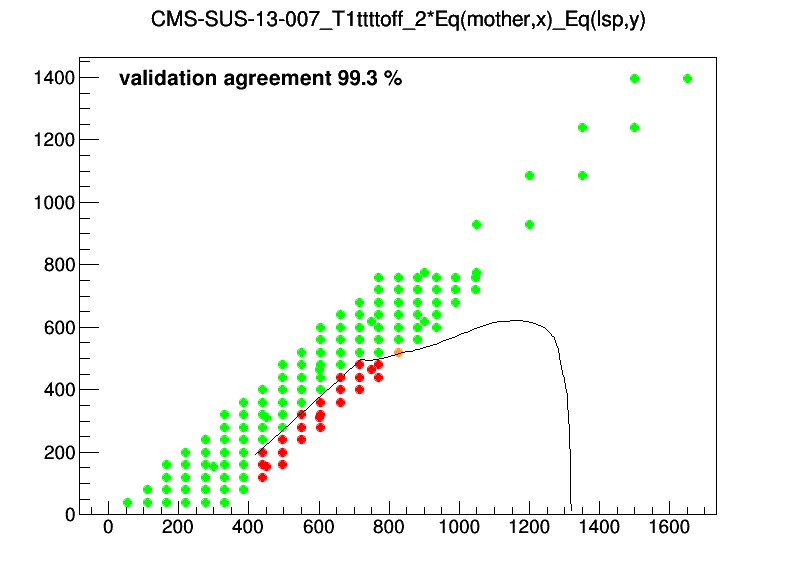 CMS-SUS-13-007_T1ttttoff_2*Eq(mother,x)_Eq(lsp,y)
validation agreement 99.3 %
1400
1200
1000
800
600
400
200
0
0 200 400 600 800 1000 1200 1400 1600